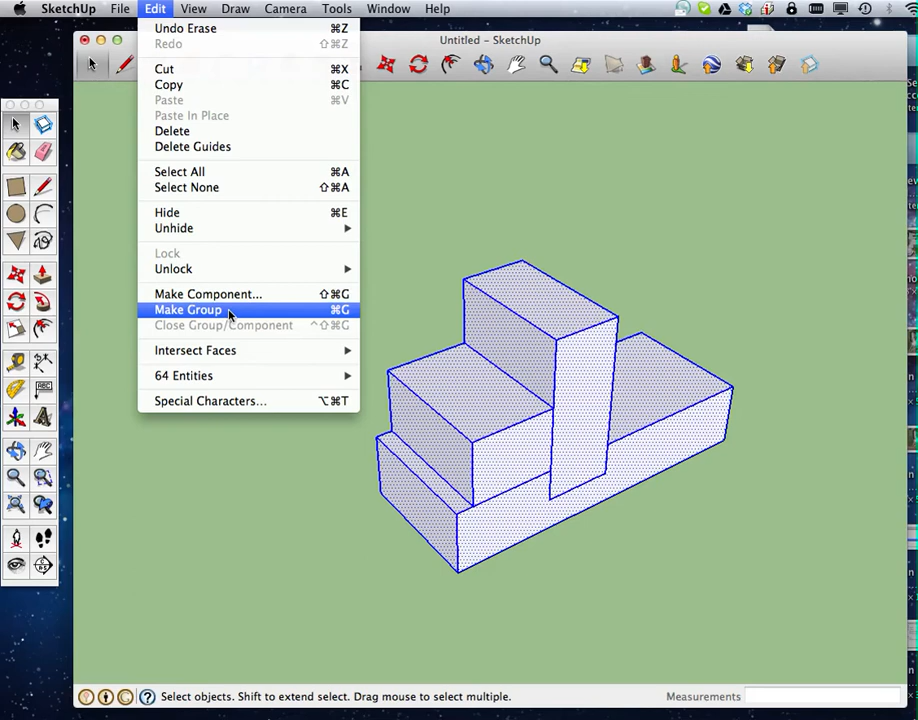 SketchUp File Edit View Draw Camera Tools Window Help
Untitled – SketchUp
Undo Erase ⌘Z
Redo ⇧⌘Z
Cut ⌘X
Copy ⌘C
Paste ⌘V
Paste In Place
Delete
Delete Guides
Select All ⌘A
Select None ⇧⌘A
Hide ⌘E
Unhide
Lock
Unlock
Make Component... ⇧⌘G
Make Group ⌘G
Close Group/Component ^⇧⌘G
Intersect Faces
64 Entities
Special Characters... ⌥⌘T
Select objects. Shift to extend select. Drag mouse to select multiple.
Measurements